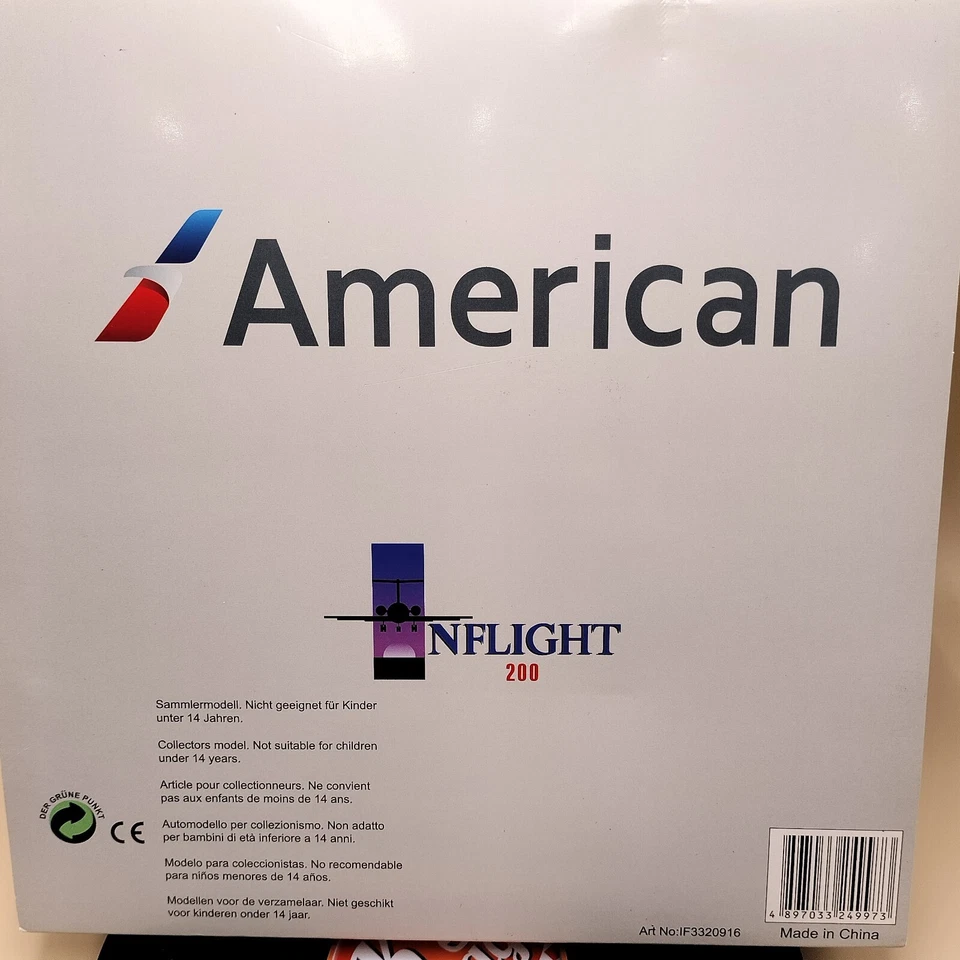 American
NFLIGHT
200
Sammlermodell. Nicht geeignet für Kinder
unter 14 Jahren.
Collectors model. Not suitable for children
under 14 years.
Article pour collectionneurs. Ne convient
pas aux enfants de moins de 14 ans.
Automodello per collezionismo. Non adatto
per bambini di età inferiore a 14 anni.
Modelo para coleccionistas. No recomendable
para niños menores de 14 años.
Modellen voor de verzamelaar. Niet geschikt
voor kinderen onder 14 jaar.
DER GRÜNE PUNKT
CE
4 897033 249973
Art No:IF3320916
Made in China